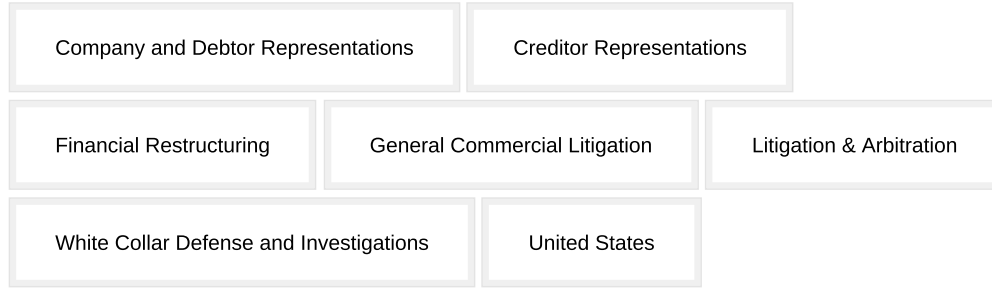 Company and Debtor Representations Creditor Representations
Financial Restructuring General Commercial Litigation Litigation & Arbitration
White Collar Defense and Investigations United States